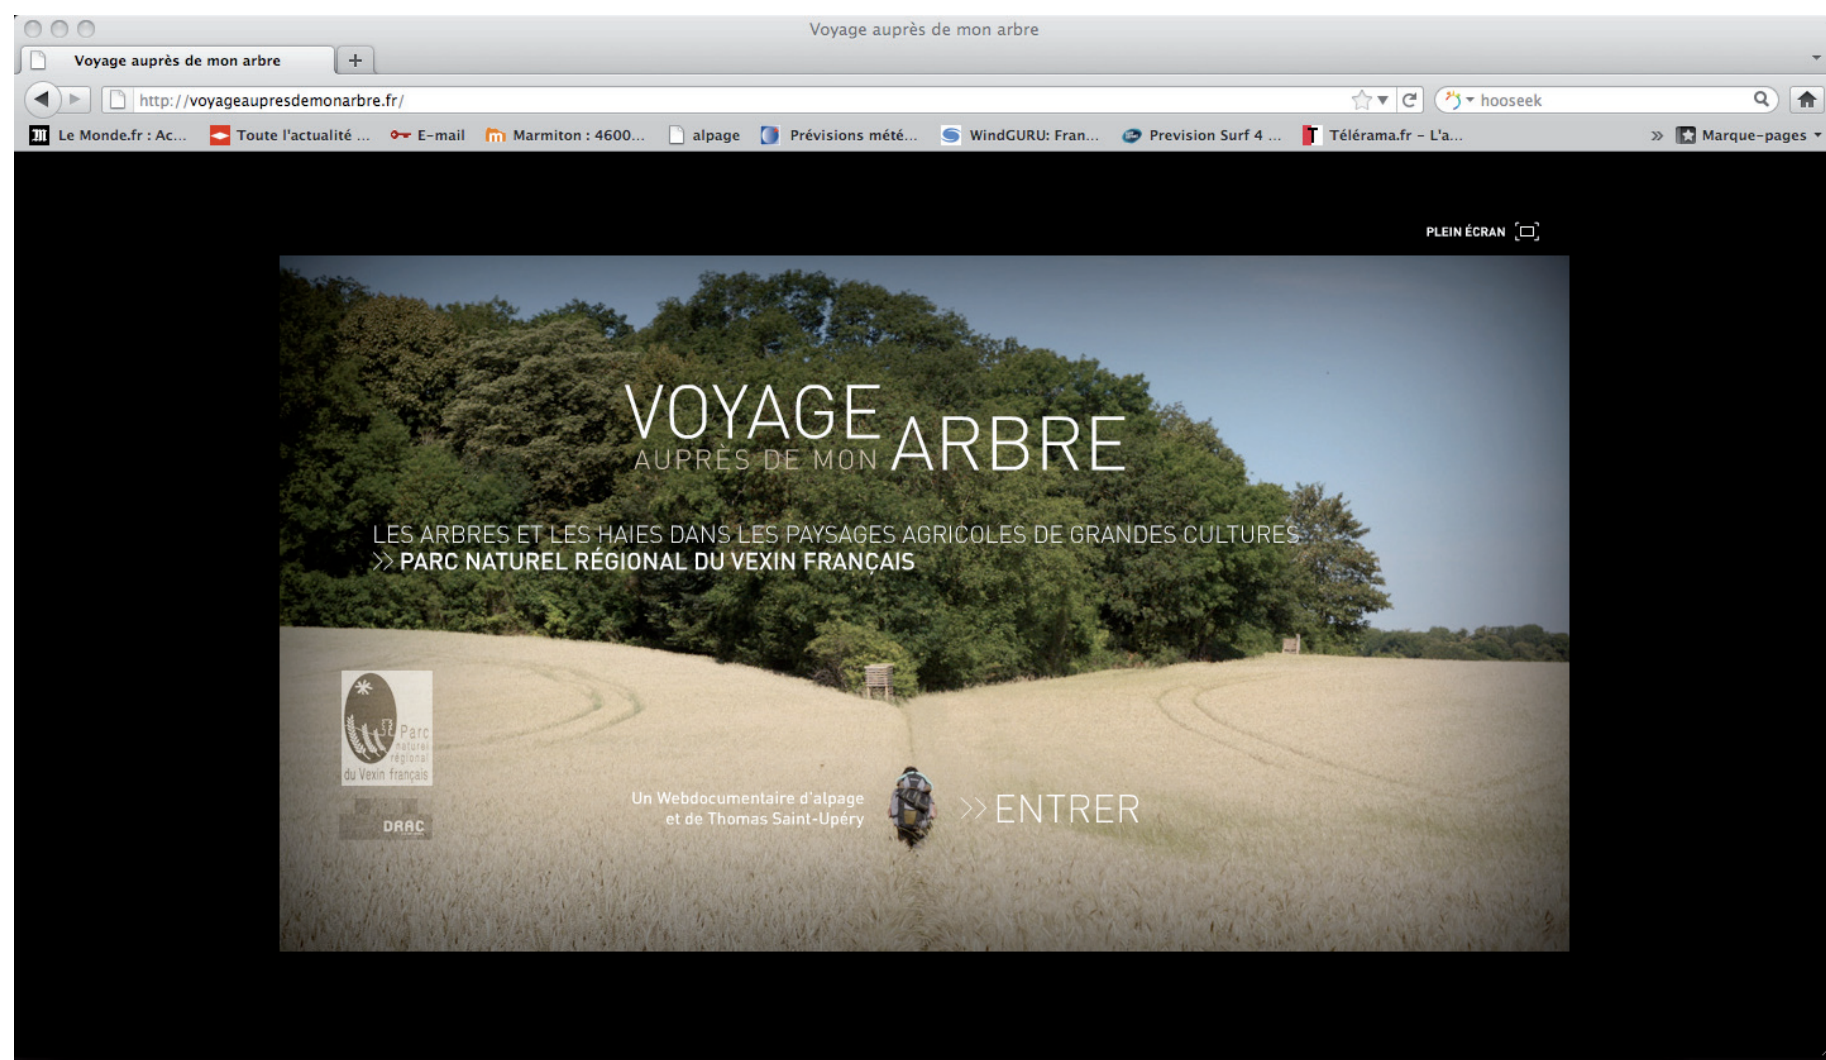 Voyage auprès de mon arbre
Voyage auprès de mon arbre
http://voyageaupresdemonarbre.fr/
hooseek
Le Monde.fr : Ac...
Toute l'actualité ...
E-mail
Marmiton : 4600...
alpage
Prévisions mété...
WindGURU: Fran...
Prevision Surf 4 ...
Télérama.fr - L'a...
Marque-pages
PLEIN ÉCRAN
VOYAGE
AUPRÈS DE MON ARBRE
LES ARBRES ET LES HAIES DANS LES PAYSAGES AGRICOLES DE GRANDES CULTURES
>> PARC NATUREL RÉGIONAL DU VEXIN FRANÇAIS
Parc
naturel
régional
du Vexin français
DRAC
Un Webdocumentaire d'alpage
et de Thomas Saint-Upéry
>> ENTRER